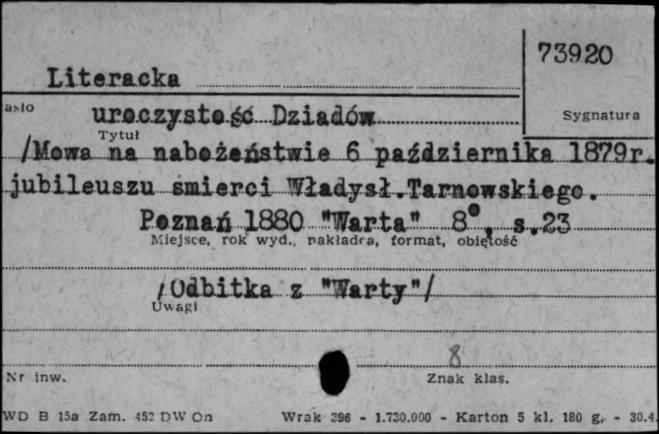 73920
Literacka
asło
uroczystość Dziadów
Sygnatura
Tytuł
/Mowa na nabożeństwie 6 października 1879r.
jubileuszu śmierci Władysł.Tarnowskiego.
Poznań 1880 "Warta" 8°, s.23
Miejsce, rok wyd., nakładca, format, objętość
/Odbitka z "Warty"/
Uwagi
8
Nr inw.
Znak klas.
WD B 15a Zam. 452 DW On Wrak 396 - 1.730.000 - Karton 5 kl. 180 g. - 30.4.